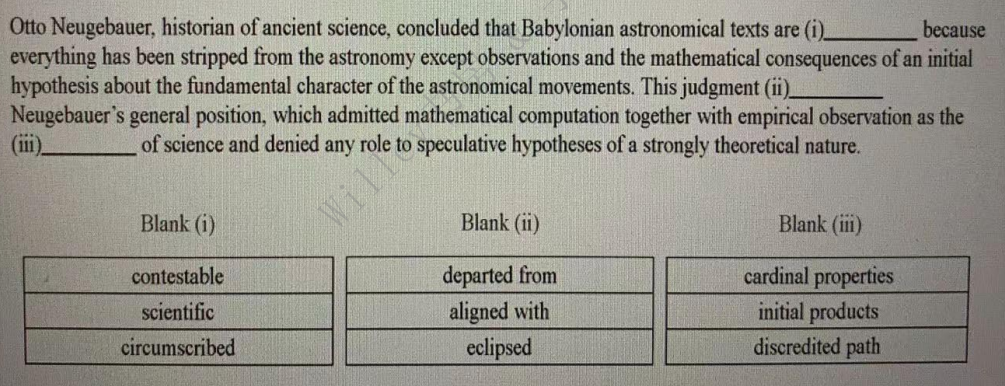 Otto Neugebauer, historian of ancient science, concluded that Babylonian astronomical texts are (i)__________ because
everything has been stripped from the astronomy except observations and the mathematical consequences of an initial
hypothesis about the fundamental character of the astronomical movements. This judgment (ii)__________
Neugebauer's general position, which admitted mathematical computation together with empirical observation as the
(iii)__________ of science and denied any role to speculative hypotheses of a strongly theoretical nature.
Blank (i) Blank (ii) Blank (iii)
contestable departed from cardinal properties
scientific aligned with initial products
circumscribed eclipsed discredited path